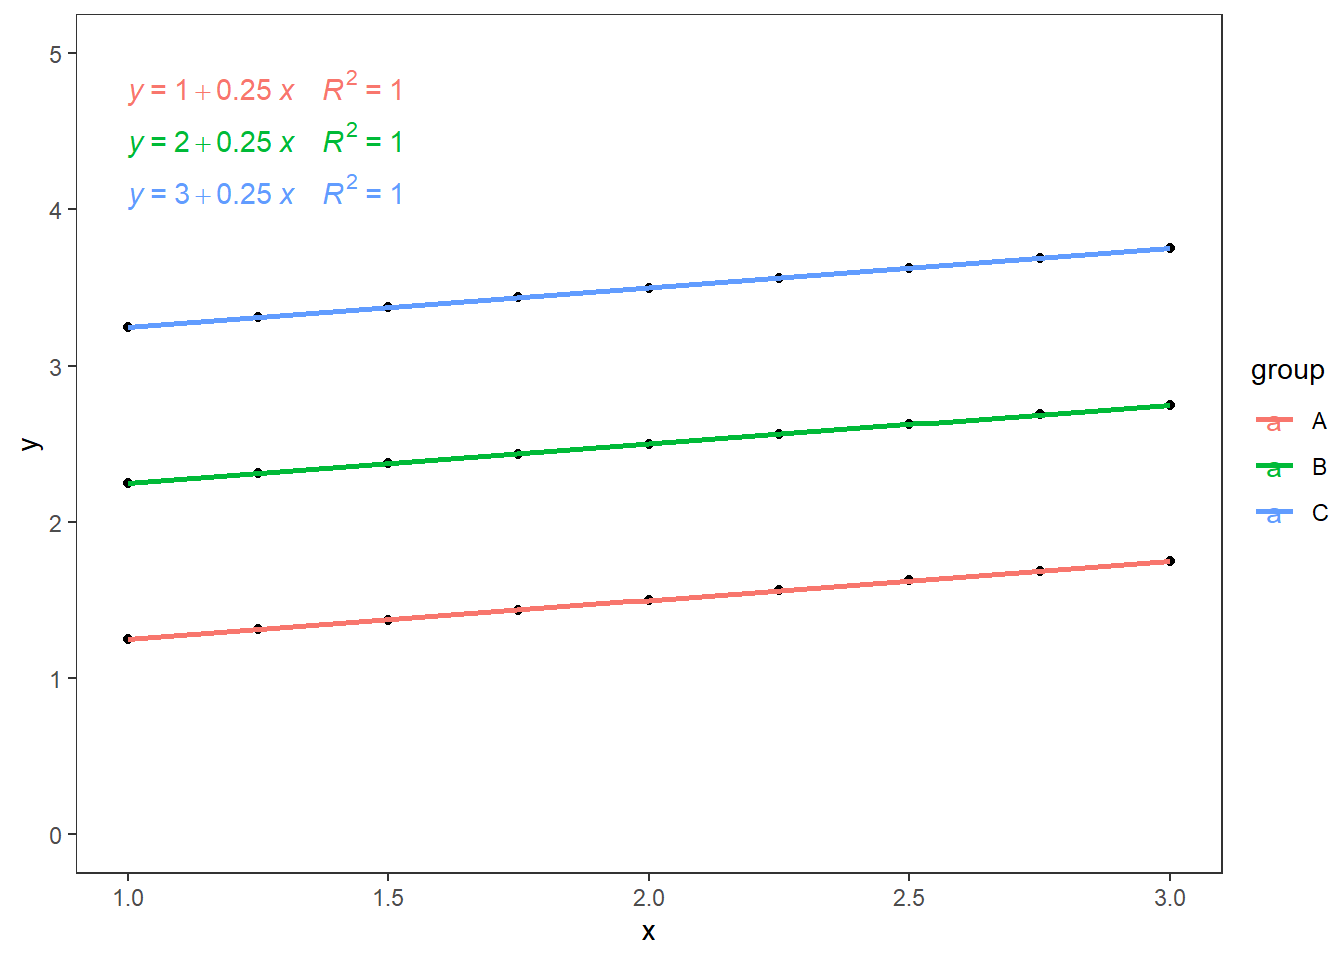 5
y = 1 + 0.25 x R² = 1
y = 2 + 0.25 x R² = 1
y = 3 + 0.25 x R² = 1
4
3
2
1
0
y
1.0 1.5 2.0 2.5 3.0
x
group
a A
a B
a C